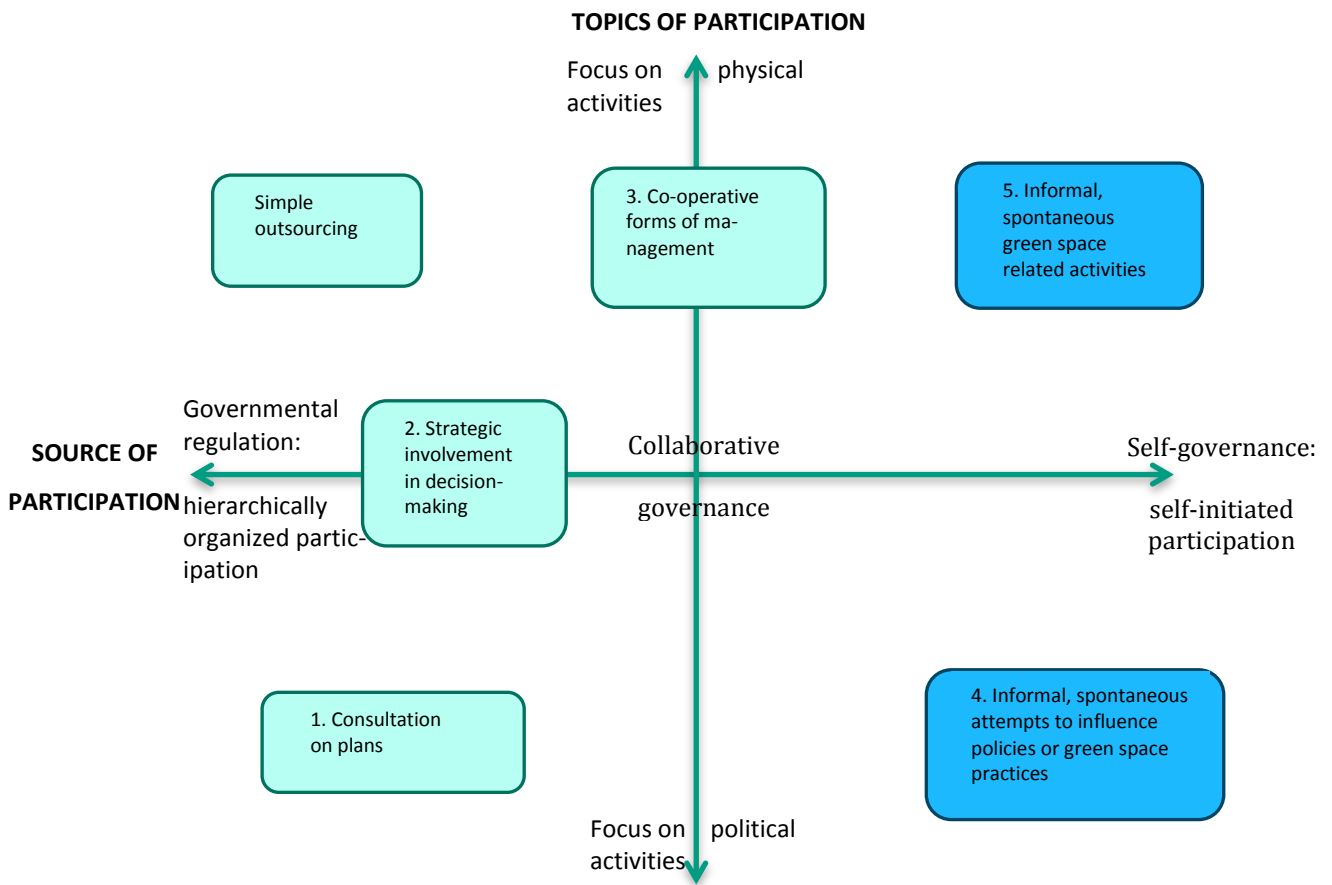 TOPICS OF PARTICIPATION
Focus on physical
activities
Simple
outsourcing
3. Co-operative
forms of ma-
nagement
5. Informal,
spontaneous
green space
related activities
SOURCE OF
PARTICIPATION
Governmental
regulation:
hierarchically
organized partic-
ipation
2. Strategic
involvement
in decision-
making
Collaborative
governance
Self-governance:
self-initiated
participation
1. Consultation
on plans
4. Informal, spontaneous
attempts to influence
policies or green space
practices
Focus on political
activities